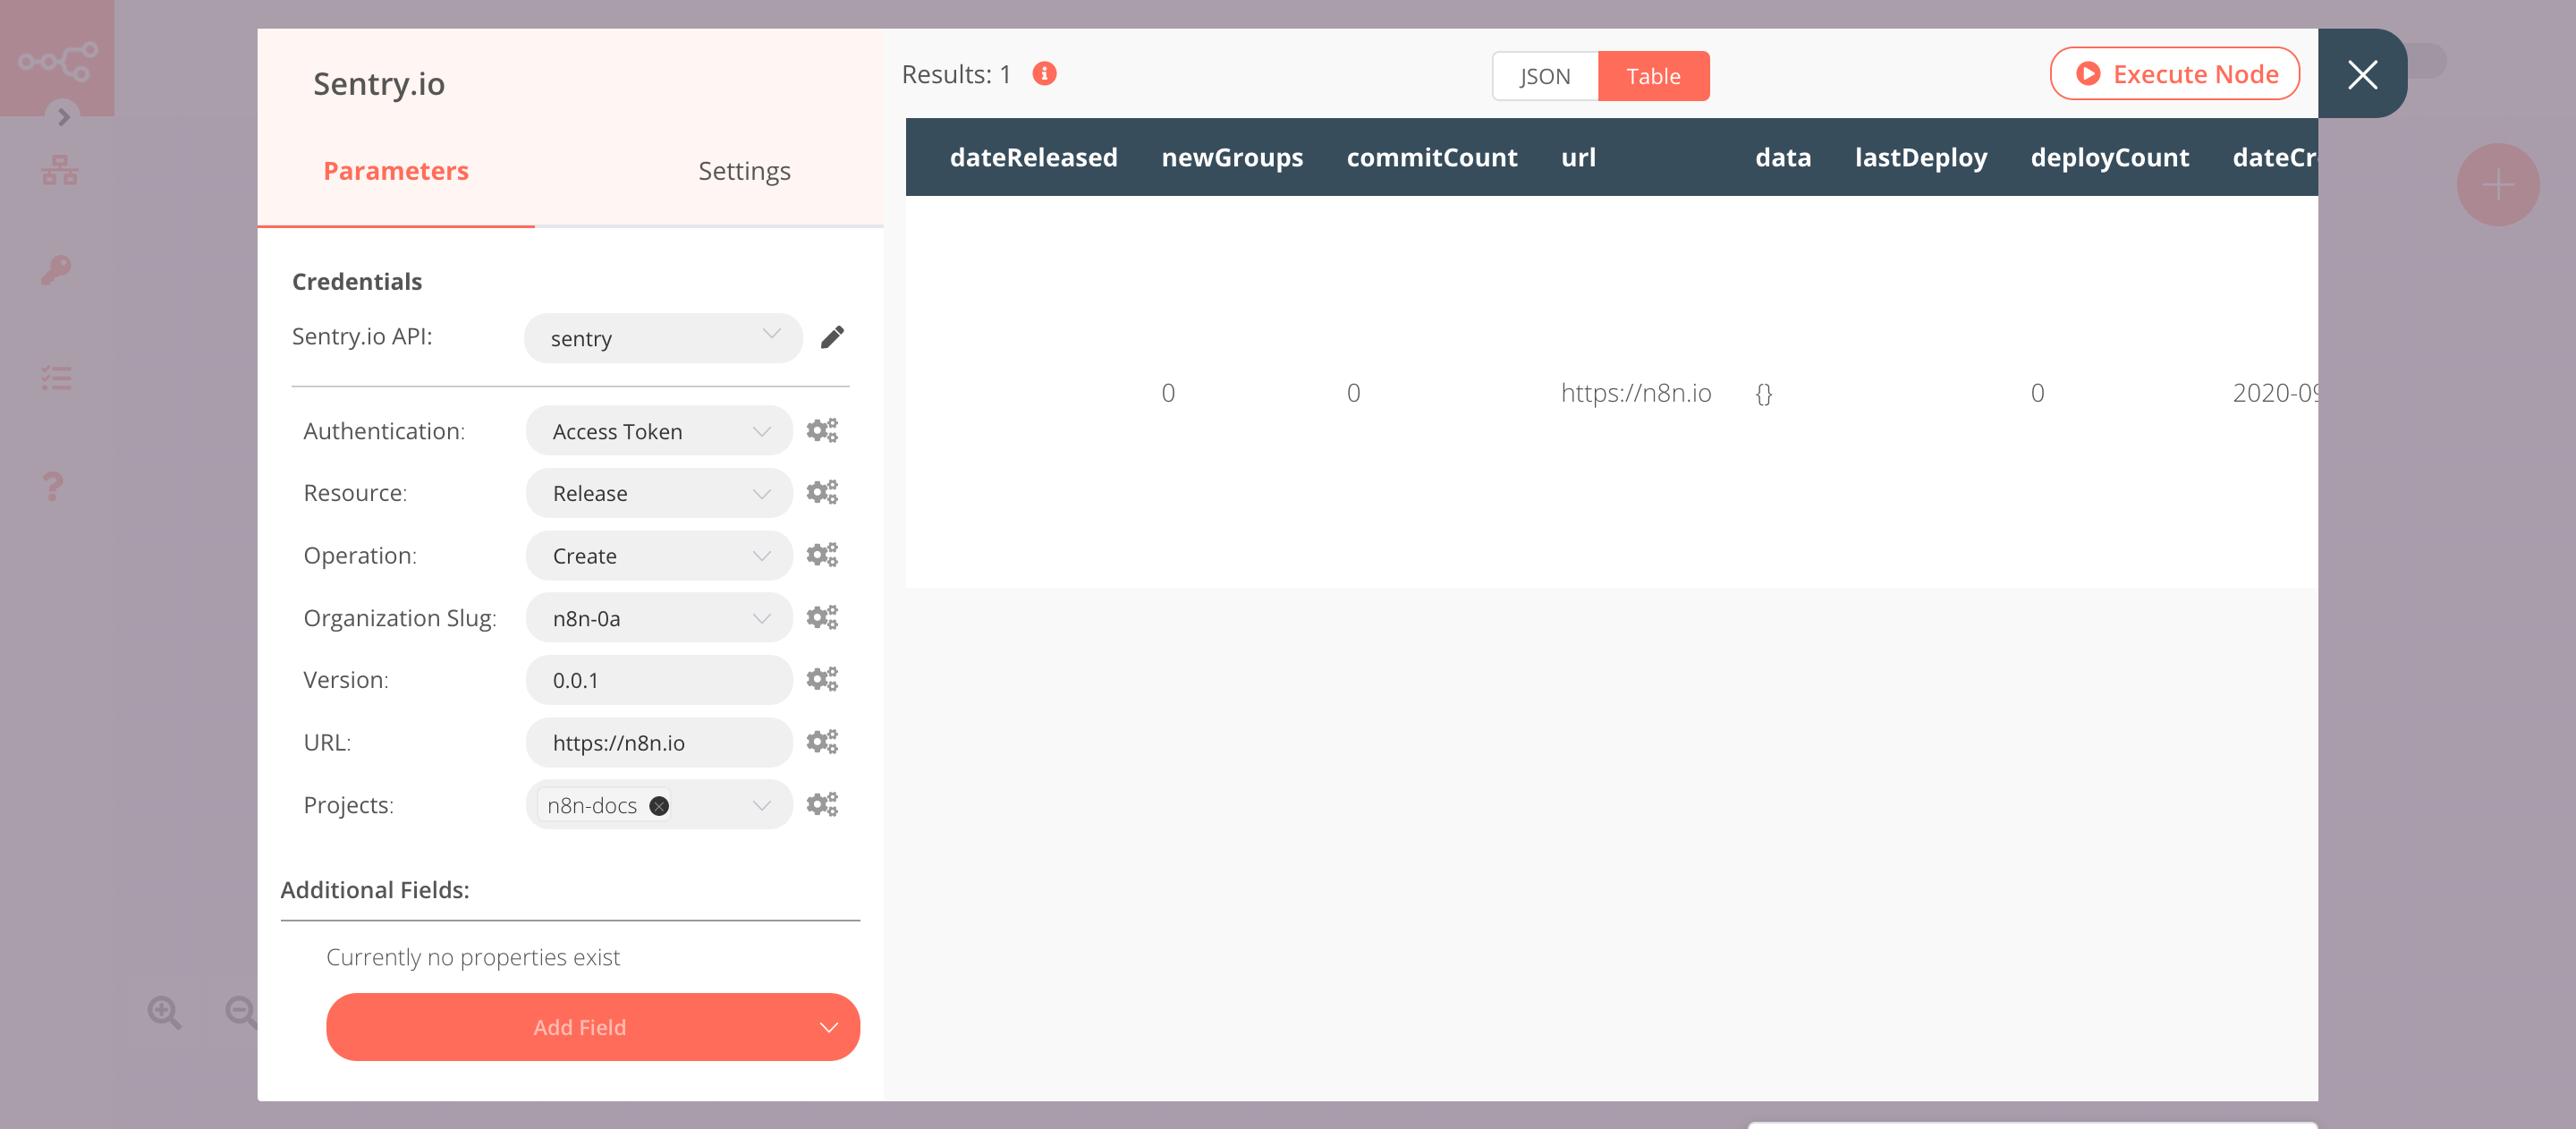 Sentry.io
Parameters Settings
Credentials
Sentry.io API: sentry
Authentication: Access Token
Resource: Release
Operation: Create
Organization Slug: n8n-0a
Version: 0.0.1
URL: https://n8n.io
Projects: n8n-docs
Additional Fields:
Currently no properties exist
Add Field
Results: 1 JSON Table Execute Node
dateReleased newGroups commitCount url data lastDeploy deployCount dateCr
0 0 https://n8n.io {} 0 2020-09